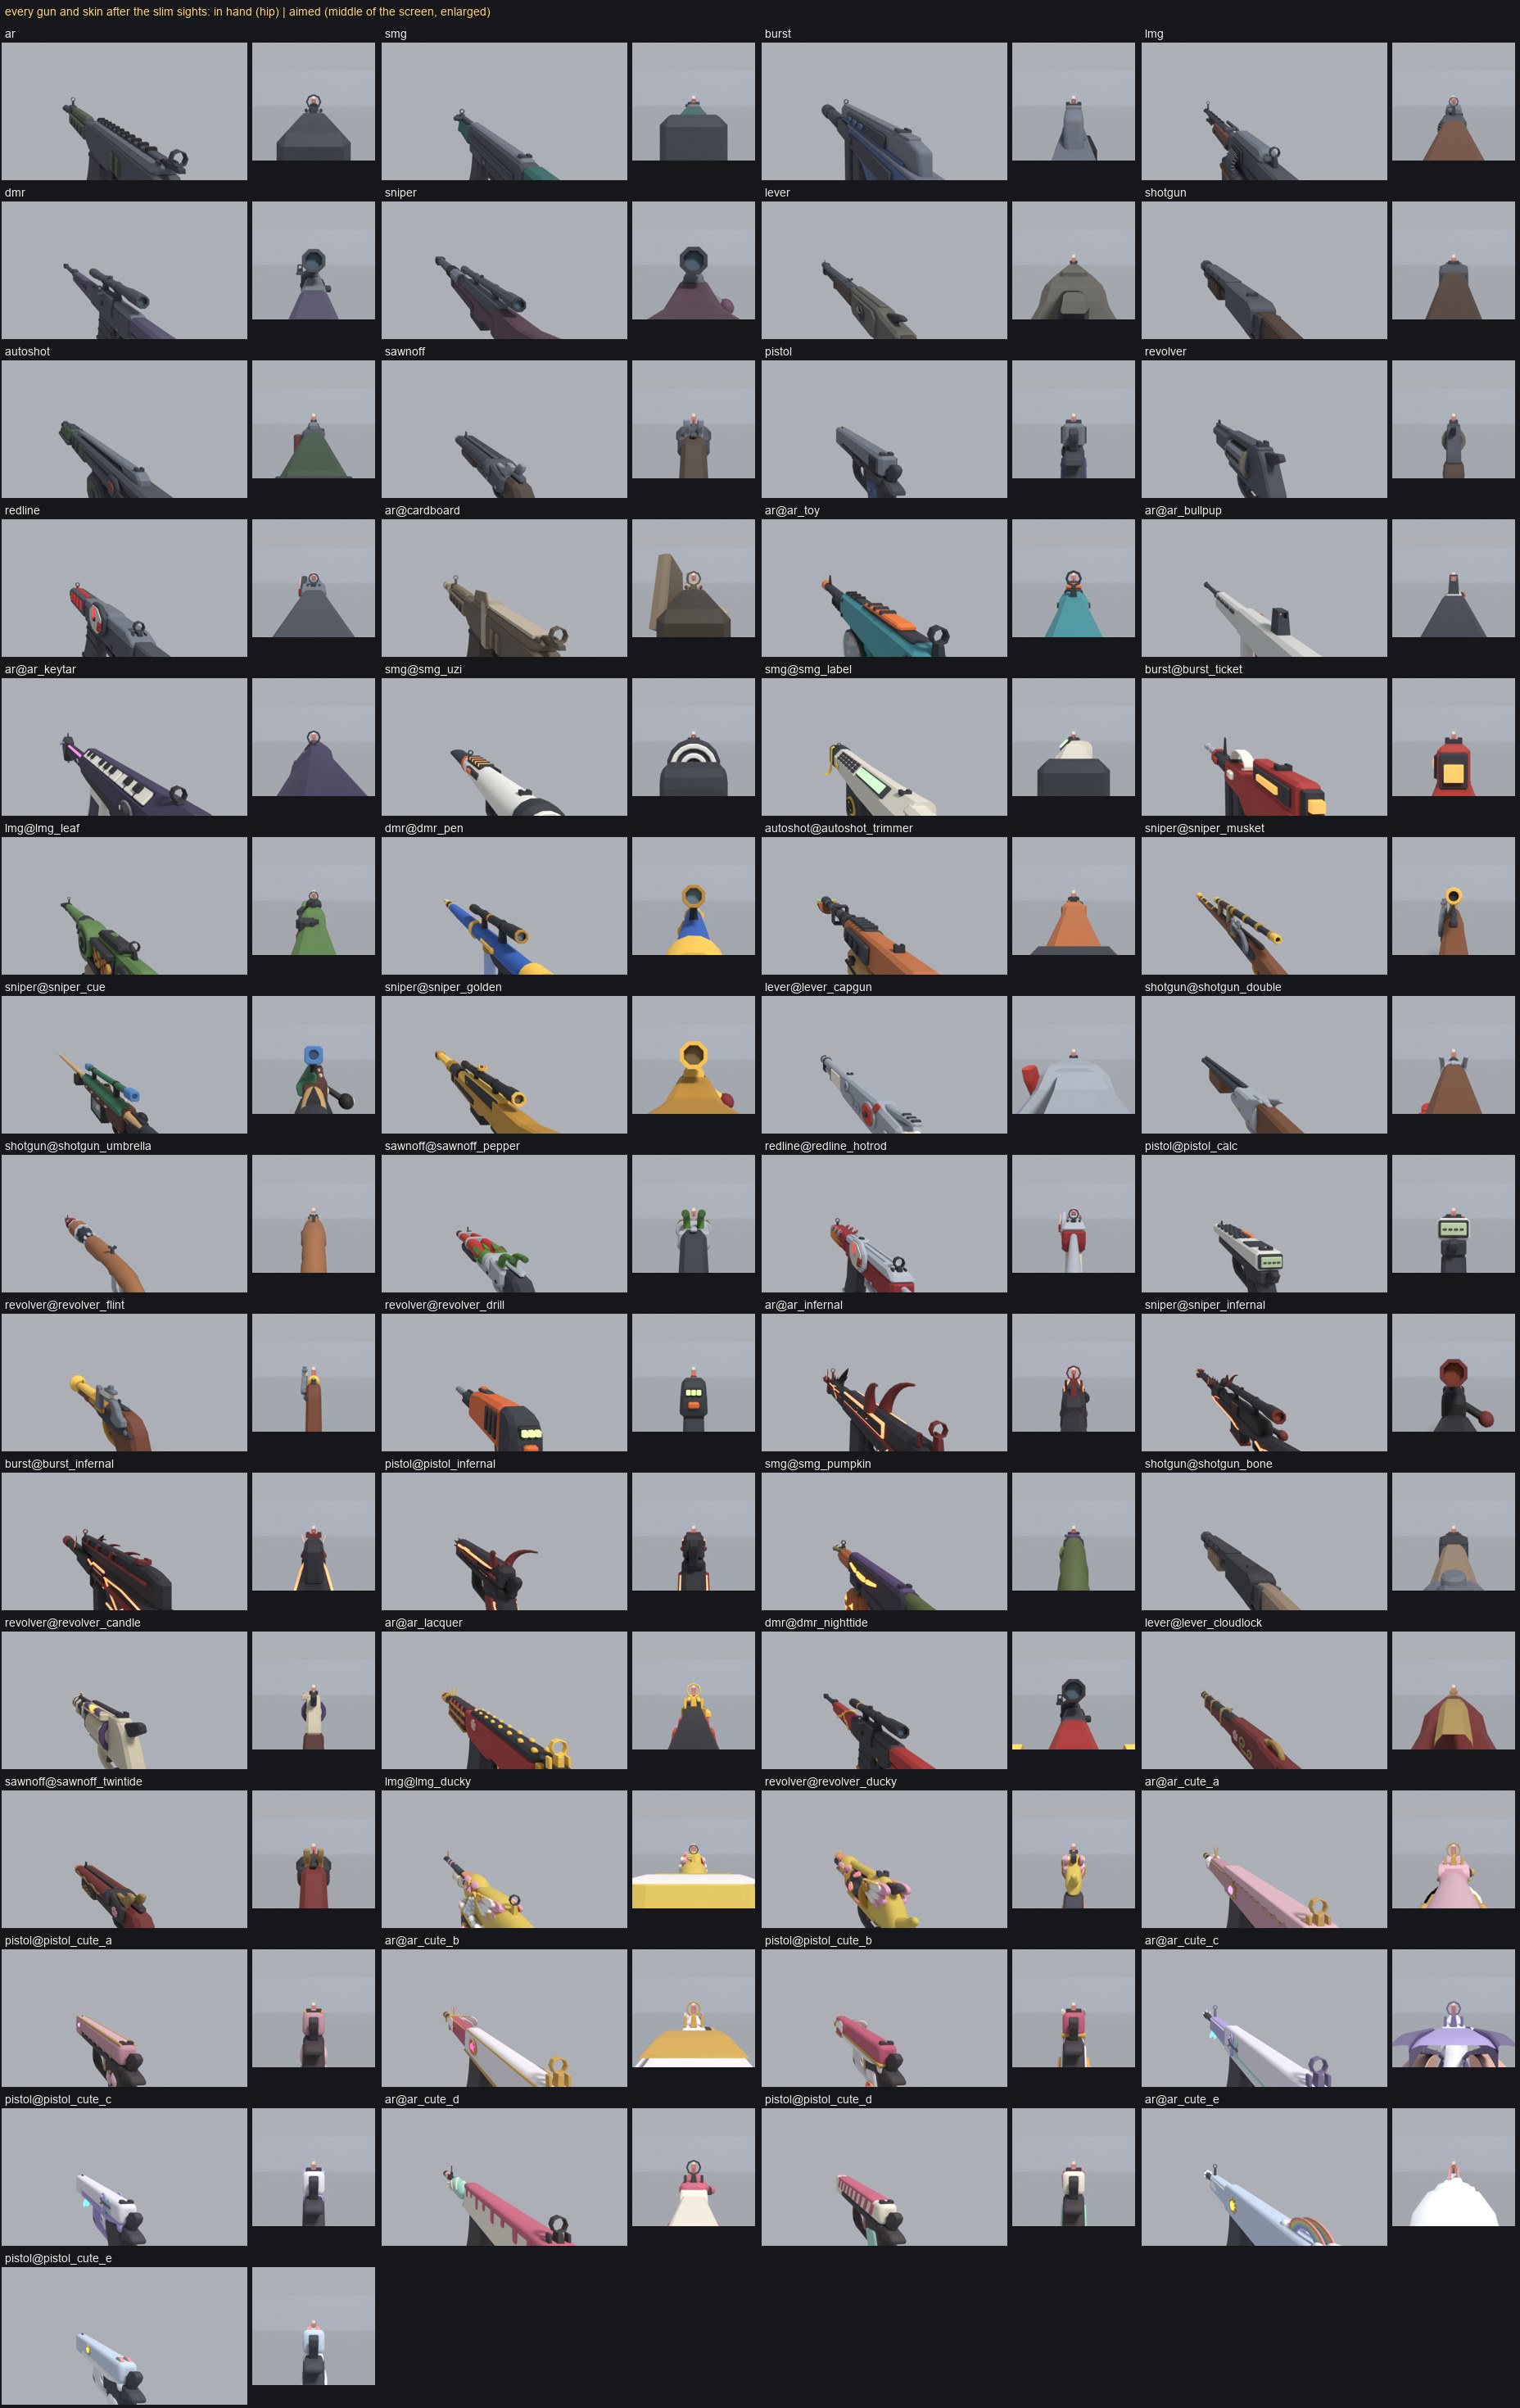 every gun and skin after the slim sights: in hand (hip) | aimed (middle of the screen, enlarged)
ar smg burst lmg
dmr sniper lever shotgun
autoshot sawnoff pistol revolver
redline ar@cardboard ar@ar_toy ar@ar_bullpup
ar@ar_keytar smg@smg_uzi smg@smg_label burst@burst_ticket
lmg@lmg_leaf dmr@dmr_pen autoshot@autoshot_trimmer sniper@sniper_musket
sniper@sniper_cue sniper@sniper_golden lever@lever_capgun shotgun@shotgun_double
shotgun@shotgun_umbrella sawnoff@sawnoff_pepper redline@redline_hotrod pistol@pistol_calc
revolver@revolver_flint revolver@revolver_drill ar@ar_infernal sniper@sniper_infernal
burst@burst_infernal pistol@pistol_infernal smg@smg_pumpkin shotgun@shotgun_bone
revolver@revolver_candle ar@ar_lacquer dmr@dmr_nighttide lever@lever_cloudlock
sawnoff@sawnoff_twintide lmg@lmg_ducky revolver@revolver_ducky ar@ar_cute_a
pistol@pistol_cute_a ar@ar_cute_b pistol@pistol_cute_b ar@ar_cute_c
pistol@pistol_cute_c ar@ar_cute_d pistol@pistol_cute_d ar@ar_cute_e
pistol@pistol_cute_e